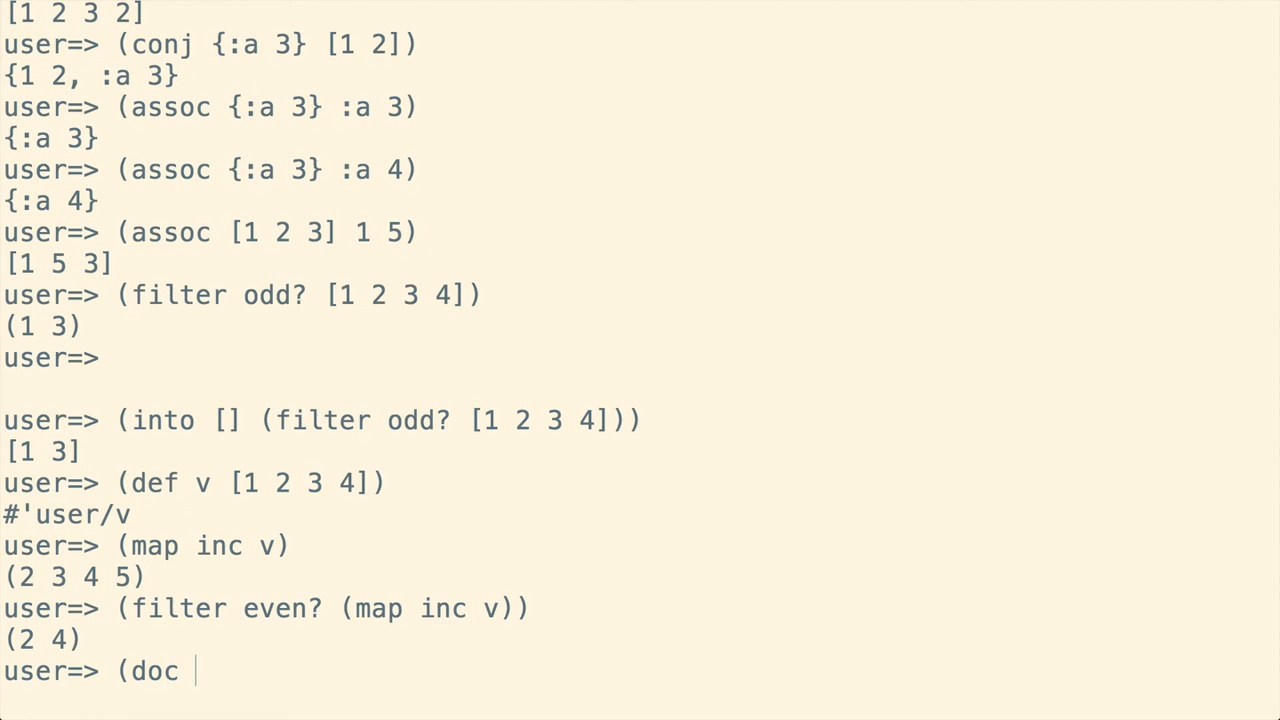 [1 2 3 2]
user=> (conj {:a 3} [1 2])
{1 2, :a 3}
user=> (assoc {:a 3} :a 3)
{:a 3}
user=> (assoc {:a 3} :a 4)
{:a 4}
user=> (assoc [1 2 3] 1 5)
[1 5 3]
user=> (filter odd? [1 2 3 4])
(1 3)
user=>
user=> (into [] (filter odd? [1 2 3 4]))
[1 3]
user=> (def v [1 2 3 4])
#'user/v
user=> (map inc v)
(2 3 4 5)
user=> (filter even? (map inc v))
(2 4)
user=> (doc